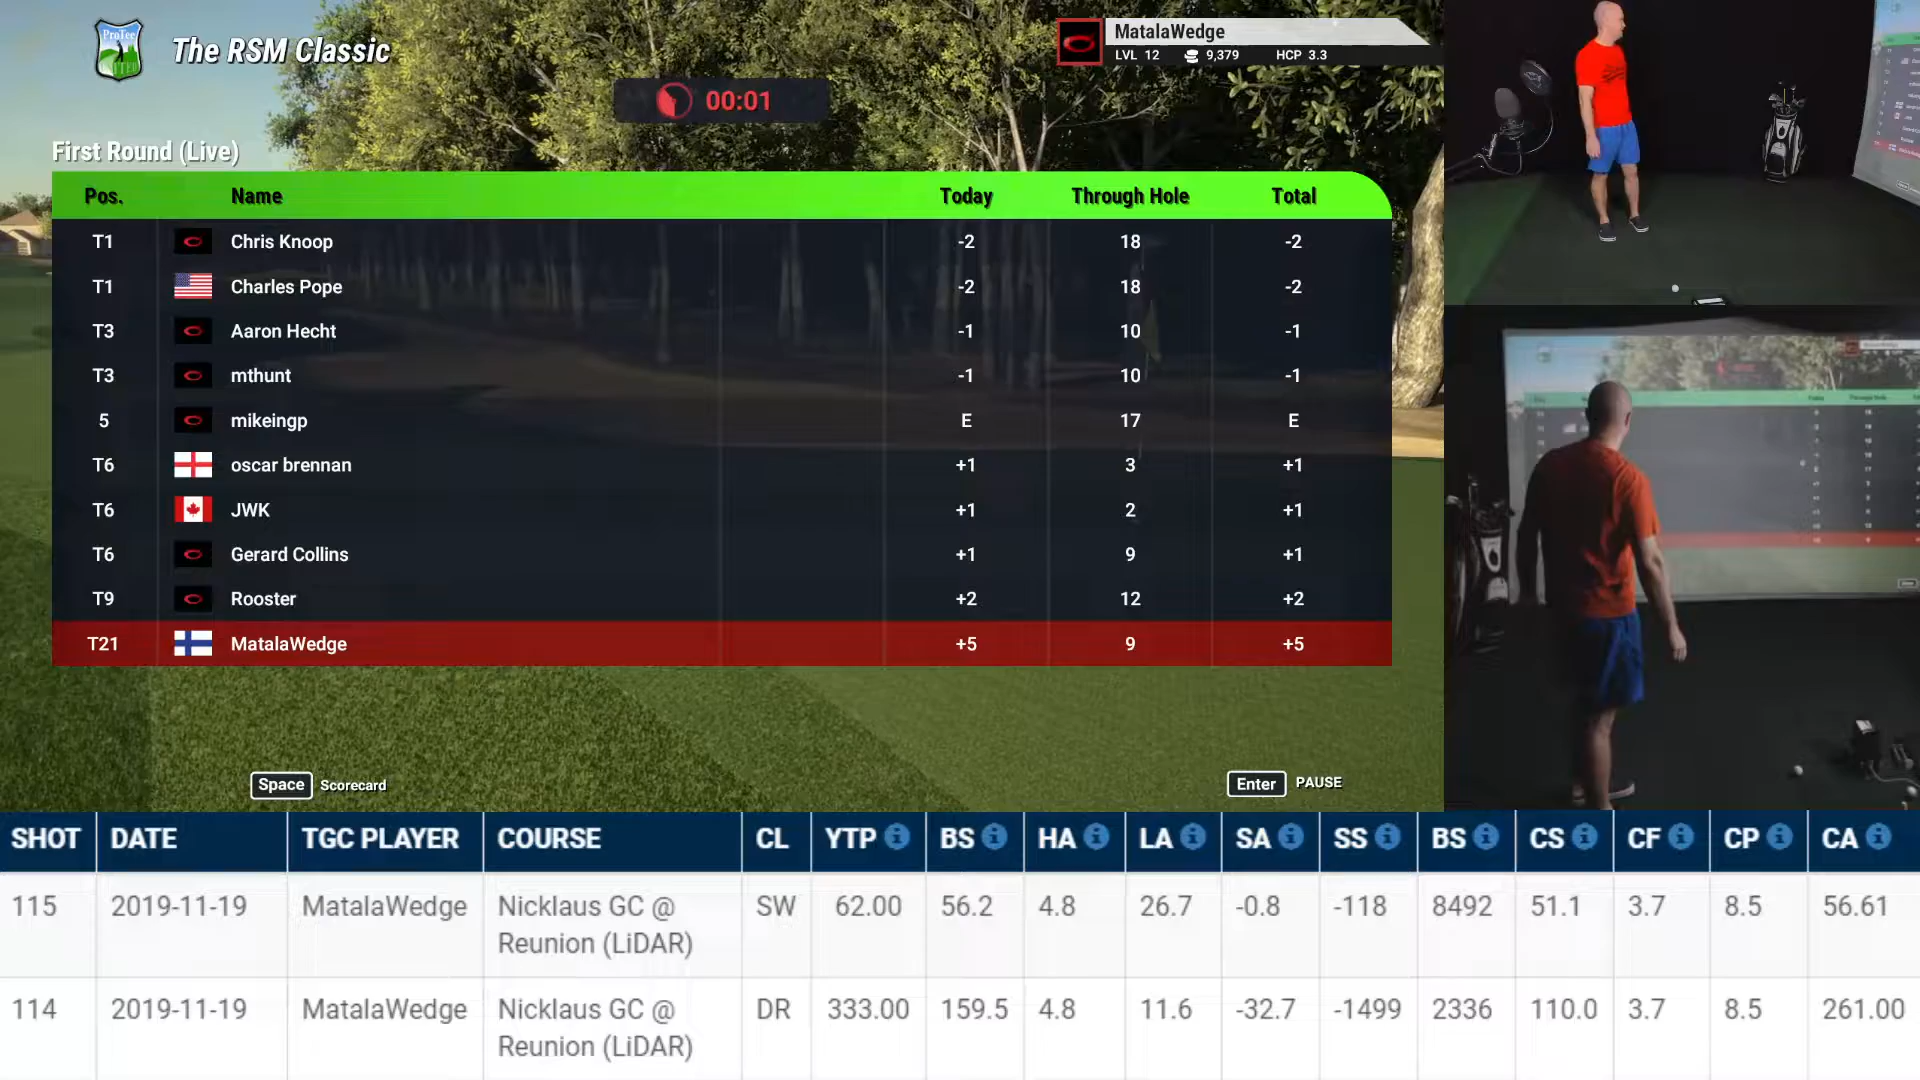 ProTee
UNITED
The RSM Classic
MatalaWedge
LVL 12 9,379 HCP 3.3
00:01
First Round (Live)
Pos. Name Today Through Hole Total
T1 Chris Knoop -2 18 -2
T1 Charles Pope -2 18 -2
T3 Aaron Hecht -1 10 -1
T3 mthunt -1 10 -1
5 mikeingp E 17 E
T6 oscar brennan +1 3 +1
T6 JWK +1 2 +1
T6 Gerard Collins +1 9 +1
T9 Rooster +2 12 +2
T21 MatalaWedge +5 9 +5
Space Scorecard Enter PAUSE
SHOT DATE TGC PLAYER COURSE CL YTP BS HA LA SA SS BS CS CF CP CA
115 2019-11-19 MatalaWedge Nicklaus GC @ SW 62.00 56.2 4.8 26.7 -0.8 -118 8492 51.1 3.7 8.5 56.61
Reunion (LiDAR)
114 2019-11-19 MatalaWedge Nicklaus GC @ DR 333.00 159.5 4.8 11.6 -32.7 -1499 2336 110.0 3.7 8.5 261.00
Reunion (LiDAR)